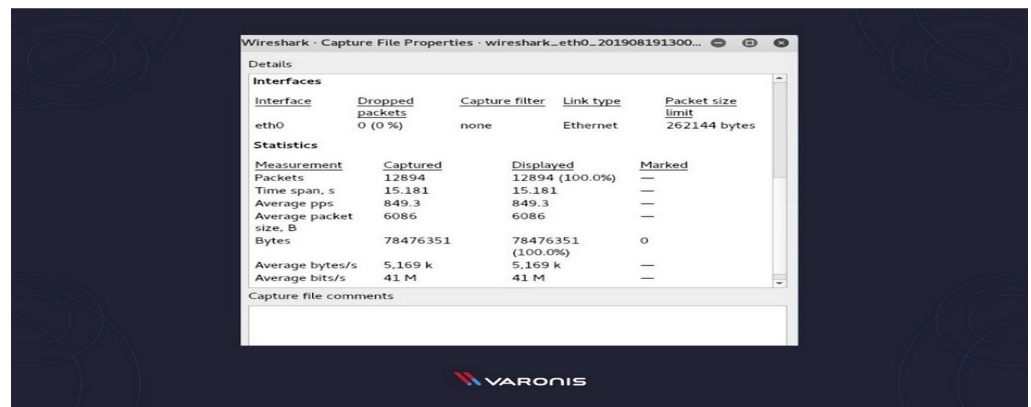 Wireshark · Capture File Properties · wireshark_eth0_201908191300...
Details
Interfaces
Interface Dropped packets Capture filter Link type Packet size limit
eth0 0 (0 %) none Ethernet 262144 bytes
Statistics
Measurement Captured Displayed Marked
Packets 12894 12894 (100.0%) —
Time span, s 15.181 15.181 —
Average pps 849.3 849.3 —
Average packet size, B 6086 6086 —
Bytes 78476351 78476351 (100.0%) 0
Average bytes/s 5,169 k 5,169 k —
Average bits/s 41 M 41 M —
Capture file comments
VARONIS